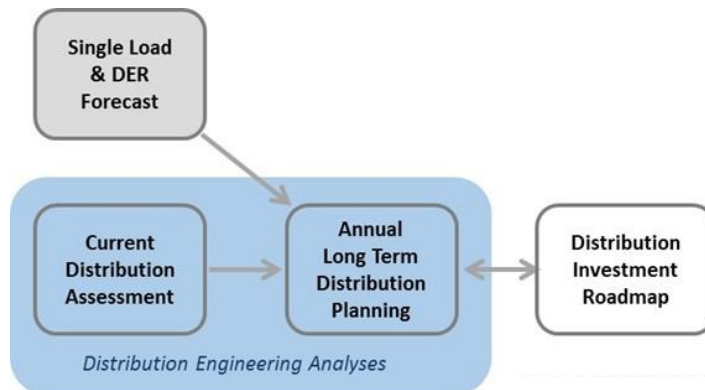 Single Load
& DER
Forecast
Current
Distribution
Assessment
Annual
Long Term
Distribution
Planning
Distribution
Investment
Roadmap
Distribution Engineering Analyses